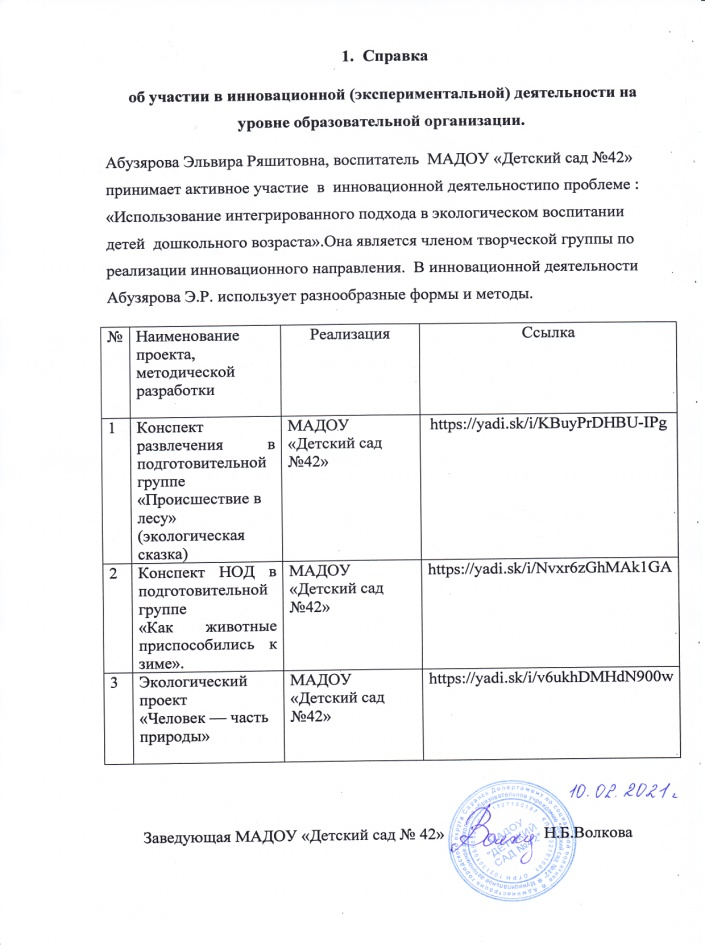 1. Справка
об участии в инновационной (экспериментальной) деятельности на
уровне образовательной организации.
Абузярова Эльвира Ряшитовна, воспитатель МАДОУ «Детский сад №42»
принимает активное участие в инновационной деятельностипо проблеме :
«Использование интегрированного подхода в экологическом воспитании
детей дошкольного возраста».Она является членом творческой группы по
реализации инновационного направления. В инновационной деятельности
Абузярова Э.Р. использует разнообразные формы и методы.
№ Наименование Реализация Ссылка
проекта,
методической
разработки
1 Конспект МАДОУ https://yadi.sk/i/KBuyPrDHBU-IPg
развлечения в «Детский сад
подготовительной №42»
группе
«Происшествие в
лесу»
(экологическая
сказка)
2 Конспект НОД в МАДОУ https://yadi.sk/i/Nvxr6zGhMAk1GA
подготовительной «Детский сад
группе №42»
«Как животные
приспособились к
зиме».
3 Экологический МАДОУ https://yadi.sk/i/v6ukhDMHdN900w
проект «Детский сад
«Человек — часть №42»
природы»
10.02.2021г
Заведующая МАДОУ «Детский сад № 42» Н.Б.Волкова
МАДОУ
"ДЕТСКИЙ
САД №42"